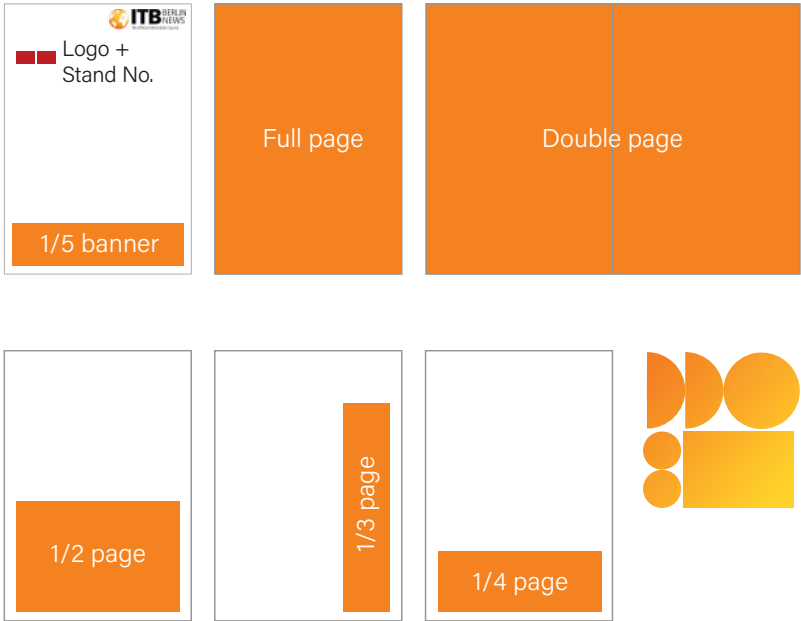 ITB BERLIN NEWS
Logo +
Stand No.
1/5 banner
Full page
Double page
1/2 page
1/3 page
1/4 page